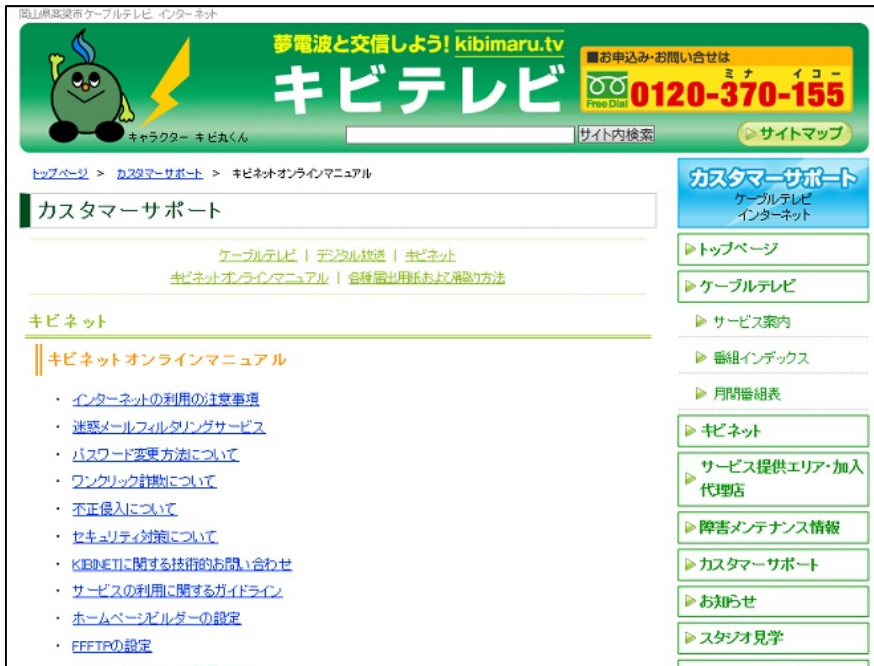 岡山県高梁市ケーブルテレビ、インターネット
夢電波と交信しよう! kibimaru.tv
キビテレビ
キャラクター キビ丸くん
■お申込み・お問い合せは
ミナ イコー
Free Dial 0120-370-155
サイト内検索
サイトマップ
トップページ > カスタマーサポート > キビネットオンラインマニュアル
カスタマーサポート
ケーブルテレビ | デジタル放送 | キビネット
キビネットオンラインマニュアル | 各種届出用紙および解約方法
キビネット
キビネットオンラインマニュアル
・ インターネットの利用の注意事項
・ 迷惑メールフィルタリングサービス
・ パスワード変更方法について
・ ワンクリック詐欺について
・ 不正侵入について
・ セキュリティ対策について
・ KIBINETに関する技術的お問い合わせ
・ サービスの利用に関するガイドライン
・ ホームページビルダーの設定
・ FFFTPの設定
カスタマーサポート
ケーブルテレビ
インターネット
トップページ
ケーブルテレビ
サービス案内
番組インデックス
月間番組表
キビネット
サービス提供エリア・加入
代理店
障害メンテナンス情報
カスタマーサポート
お知らせ
スタジオ見学